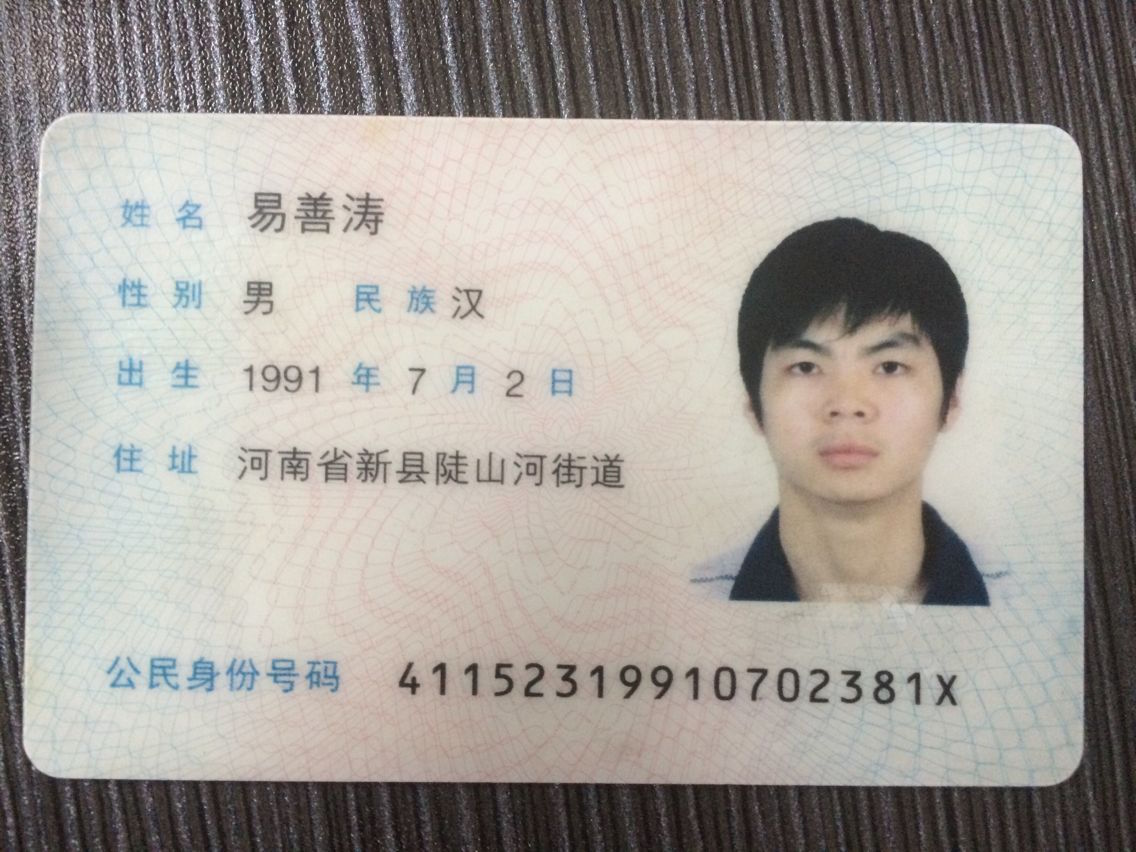 姓名 易善涛
性别 男 民族 汉
出生 1991 年 7 月 2 日
住址 河南省新县陡山河街道
公民身份号码 41152319910702381X